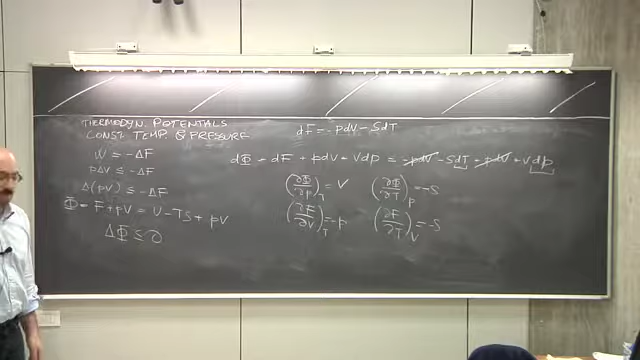 THERMODYN. POTENTALS
CONST TEMP. & PRESSURE
W ≤ -ΔF
pΔV ≤ -ΔF
Δ(pV) ≤ -ΔF
Φ = F + pV = U - TS + pV
ΔΦ ≤ 0
dF = -pdV - SdT
dΦ = dF + pdV + Vdp = -pdV - SdT + pdV + Vdp
(∂Φ/∂p)_T = V (∂Φ/∂T)_p = -S
(∂F/∂V)_T = -p (∂F/∂T)_V = -S